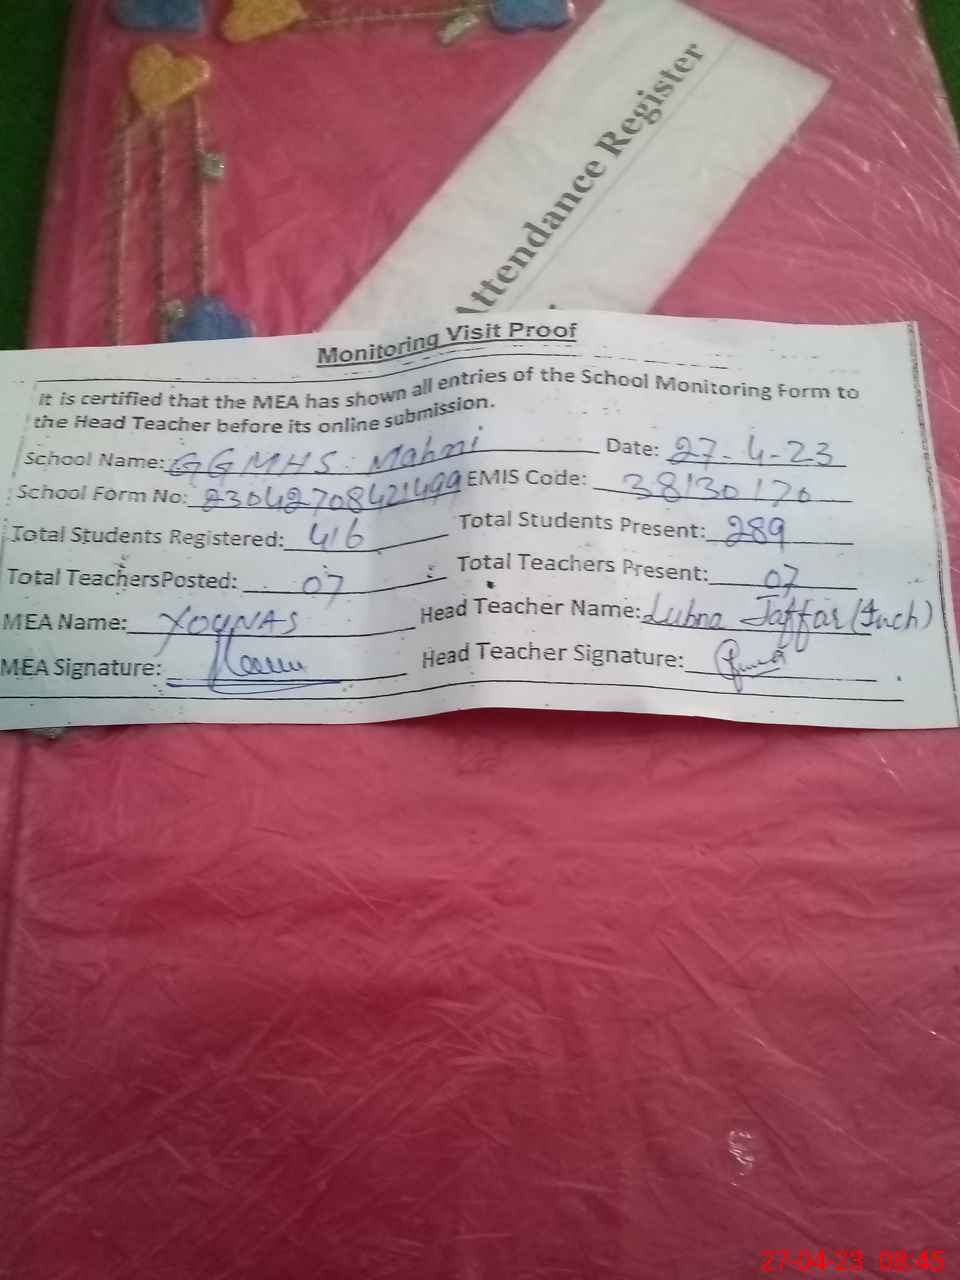 Attendance Register
Monitoring Visit Proof
It is certified that the MEA has shown all entries of the School Monitoring Form to
the Head Teacher before its online submission.
School Name: GGMHS Mahni Date: 27-4-23
School Form No: 23042708421499 EMIS Code: 38130170
Total Students Registered: 416 Total Students Present: 289
Total TeachersPosted: 07 Total Teachers Present: 07
MEA Name: YOUNAS Head Teacher Name: Lubna Jaffar (Inch)
MEA Signature: Head Teacher Signature:
27-04-23 08:45